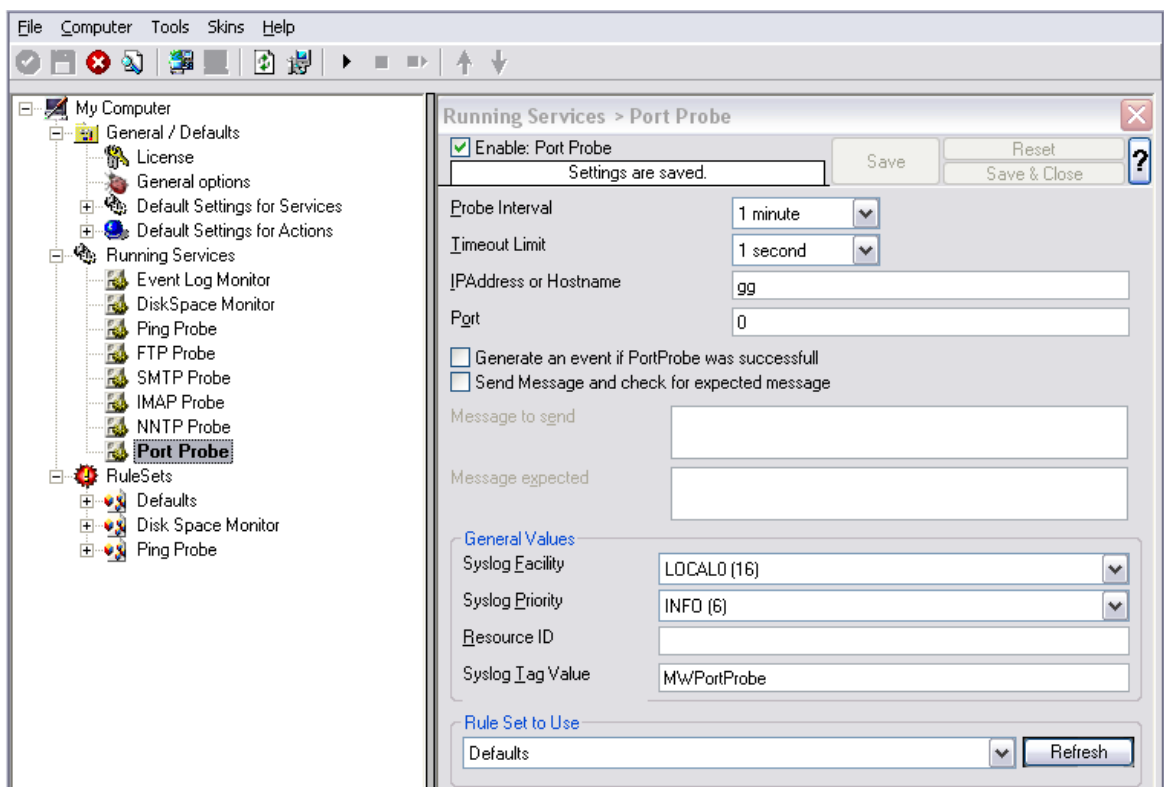 File Computer Tools Skins Help
My Computer
General / Defaults
License
General options
Default Settings for Services
Default Settings for Actions
Running Services
Event Log Monitor
DiskSpace Monitor
Ping Probe
FTP Probe
SMTP Probe
IMAP Probe
NNTP Probe
Port Probe
RuleSets
Defaults
Disk Space Monitor
Ping Probe
Running Services > Port Probe
Enable: Port Probe
Settings are saved.
Save
Reset
Save & Close
?
Probe Interval 1 minute
Timeout Limit 1 second
IPAddress or Hostname gg
Port 0
Generate an event if PortProbe was successfull
Send Message and check for expected message
Message to send
Message expected
General Values
Syslog Facility LOCAL0 (16)
Syslog Priority INFO (6)
Resource ID
Syslog Tag Value MWPortProbe
Rule Set to Use
Defaults Refresh